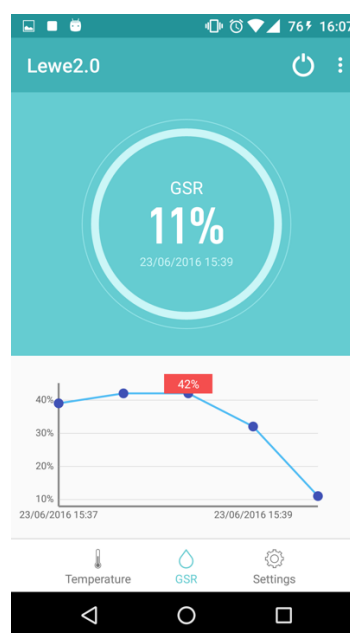 76 16:07
Lewe2.0
GSR
11%
23/06/2016 15:39
42%
40%
30%
20%
10%
23/06/2016 15:37 23/06/2016 15:39
Temperature GSR Settings